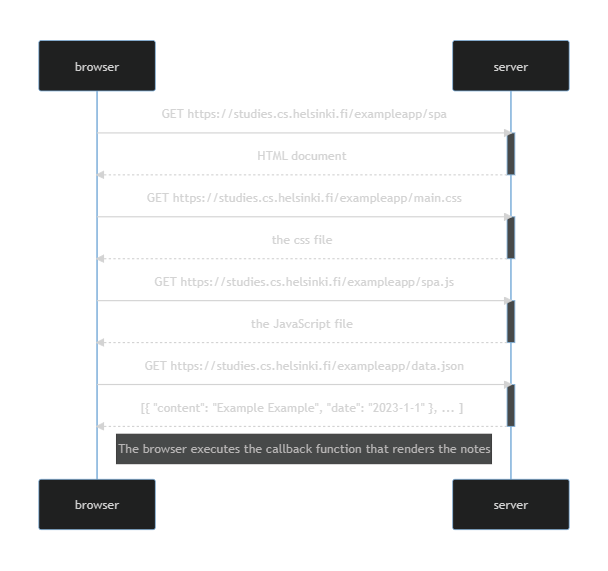 browser
server
GET https://studies.cs.helsinki.fi/exampleapp/spa
HTML document
GET https://studies.cs.helsinki.fi/exampleapp/main.css
the css file
GET https://studies.cs.helsinki.fi/exampleapp/spa.js
the JavaScript file
GET https://studies.cs.helsinki.fi/exampleapp/data.json
[{ "content": "Example Example", "date": "2023-1-1" }, ... ]
The browser executes the callback function that renders the notes
browser
server